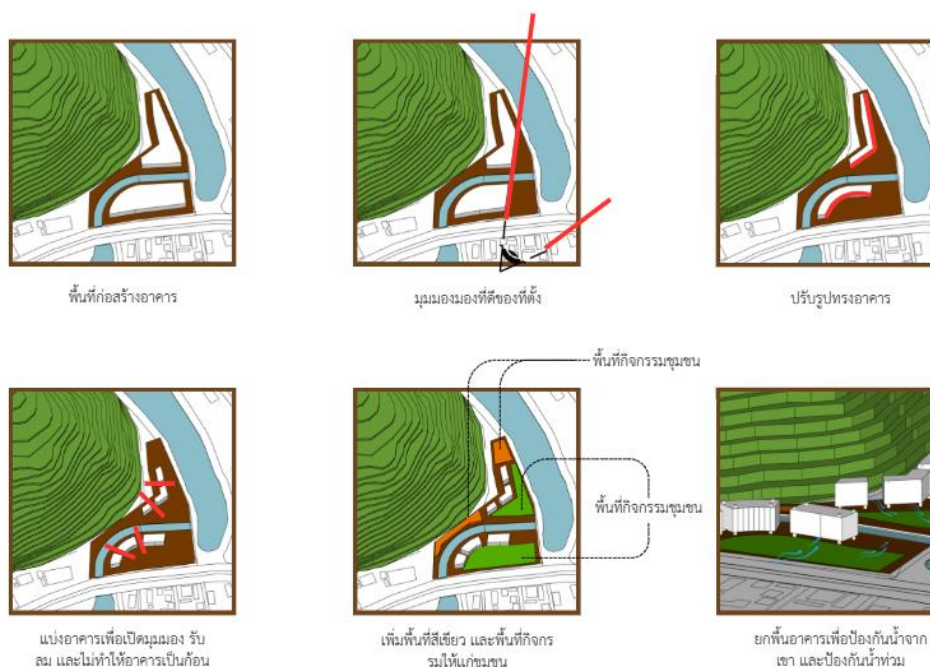 พื้นที่ก่อสร้างอาคาร
มุมมองมองที่ดีของที่ตั้ง
ปรับรูปทรงอาคาร
พื้นที่กิจกรรมชุมชน
พื้นที่กิจกรรมชุมชน
แบ่งอาคารเพื่อเปิดมุมมอง รับ
ลม และไม่ทำให้อาคารเป็นก้อน
เพิ่มพื้นที่สีเขียว และพื้นที่กิจก
รรมให้แก่ชุมชน
ยกพื้นอาคารเพื่อป้องกันน้ำจาก
เขา และป้องกันน้ำท่วม